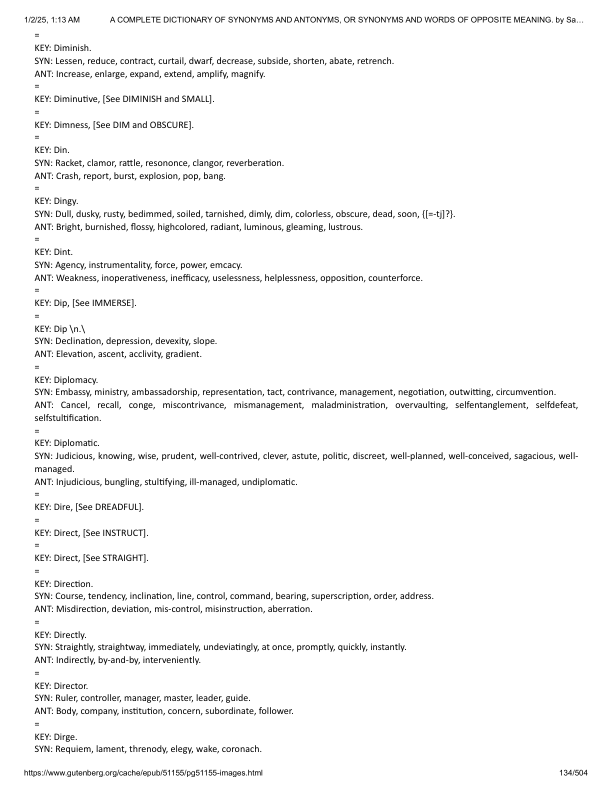 1/2/25, 1:13 AM A COMPLETE DICTIONARY OF SYNONYMS AND ANTONYMS, OR SYNONYMS AND WORDS OF OPPOSITE MEANING. by Sa…
=
KEY: Diminish.
SYN: Lessen, reduce, contract, curtail, dwarf, decrease, subside, shorten, abate, retrench.
ANT: Increase, enlarge, expand, extend, amplify, magnify.
=
KEY: Diminutive, [See DIMINISH and SMALL].
=
KEY: Dimness, [See DIM and OBSCURE].
=
KEY: Din.
SYN: Racket, clamor, rattle, resononce, clangor, reverberation.
ANT: Crash, report, burst, explosion, pop, bang.
=
KEY: Dingy.
SYN: Dull, dusky, rusty, bedimmed, soiled, tarnished, dimly, dim, colorless, obscure, dead, soon, {[=-tj]?}.
ANT: Bright, burnished, flossy, highcolored, radiant, luminous, gleaming, lustrous.
=
KEY: Dint.
SYN: Agency, instrumentality, force, power, emcacy.
ANT: Weakness, inoperativeness, inefficacy, uselessness, helplessness, opposition, counterforce.
=
KEY: Dip, [See IMMERSE].
=
KEY: Dip \n.\
SYN: Declination, depression, devexity, slope.
ANT: Elevation, ascent, acclivity, gradient.
=
KEY: Diplomacy.
SYN: Embassy, ministry, ambassadorship, representation, tact, contrivance, management, negotiation, outwitting, circumvention.
ANT: Cancel, recall, conge, miscontrivance, mismanagement, maladministration, overvaulting, selfentanglement, selfdefeat,
selfstultification.
=
KEY: Diplomatic.
SYN: Judicious, knowing, wise, prudent, well-contrived, clever, astute, politic, discreet, well-planned, well-conceived, sagacious, well-
managed.
ANT: Injudicious, bungling, stultifying, ill-managed, undiplomatic.
=
KEY: Dire, [See DREADFUL].
=
KEY: Direct, [See INSTRUCT].
=
KEY: Direct, [See STRAIGHT].
=
KEY: Direction.
SYN: Course, tendency, inclination, line, control, command, bearing, superscription, order, address.
ANT: Misdirection, deviation, mis-control, misinstruction, aberration.
=
KEY: Directly.
SYN: Straightly, straightway, immediately, undeviatingly, at once, promptly, quickly, instantly.
ANT: Indirectly, by-and-by, interveniently.
=
KEY: Director.
SYN: Ruler, controller, manager, master, leader, guide.
ANT: Body, company, institution, concern, subordinate, follower.
=
KEY: Dirge.
SYN: Requiem, lament, threnody, elegy, wake, coronach.
https://www.gutenberg.org/cache/epub/51155/pg51155-images.html 134/504